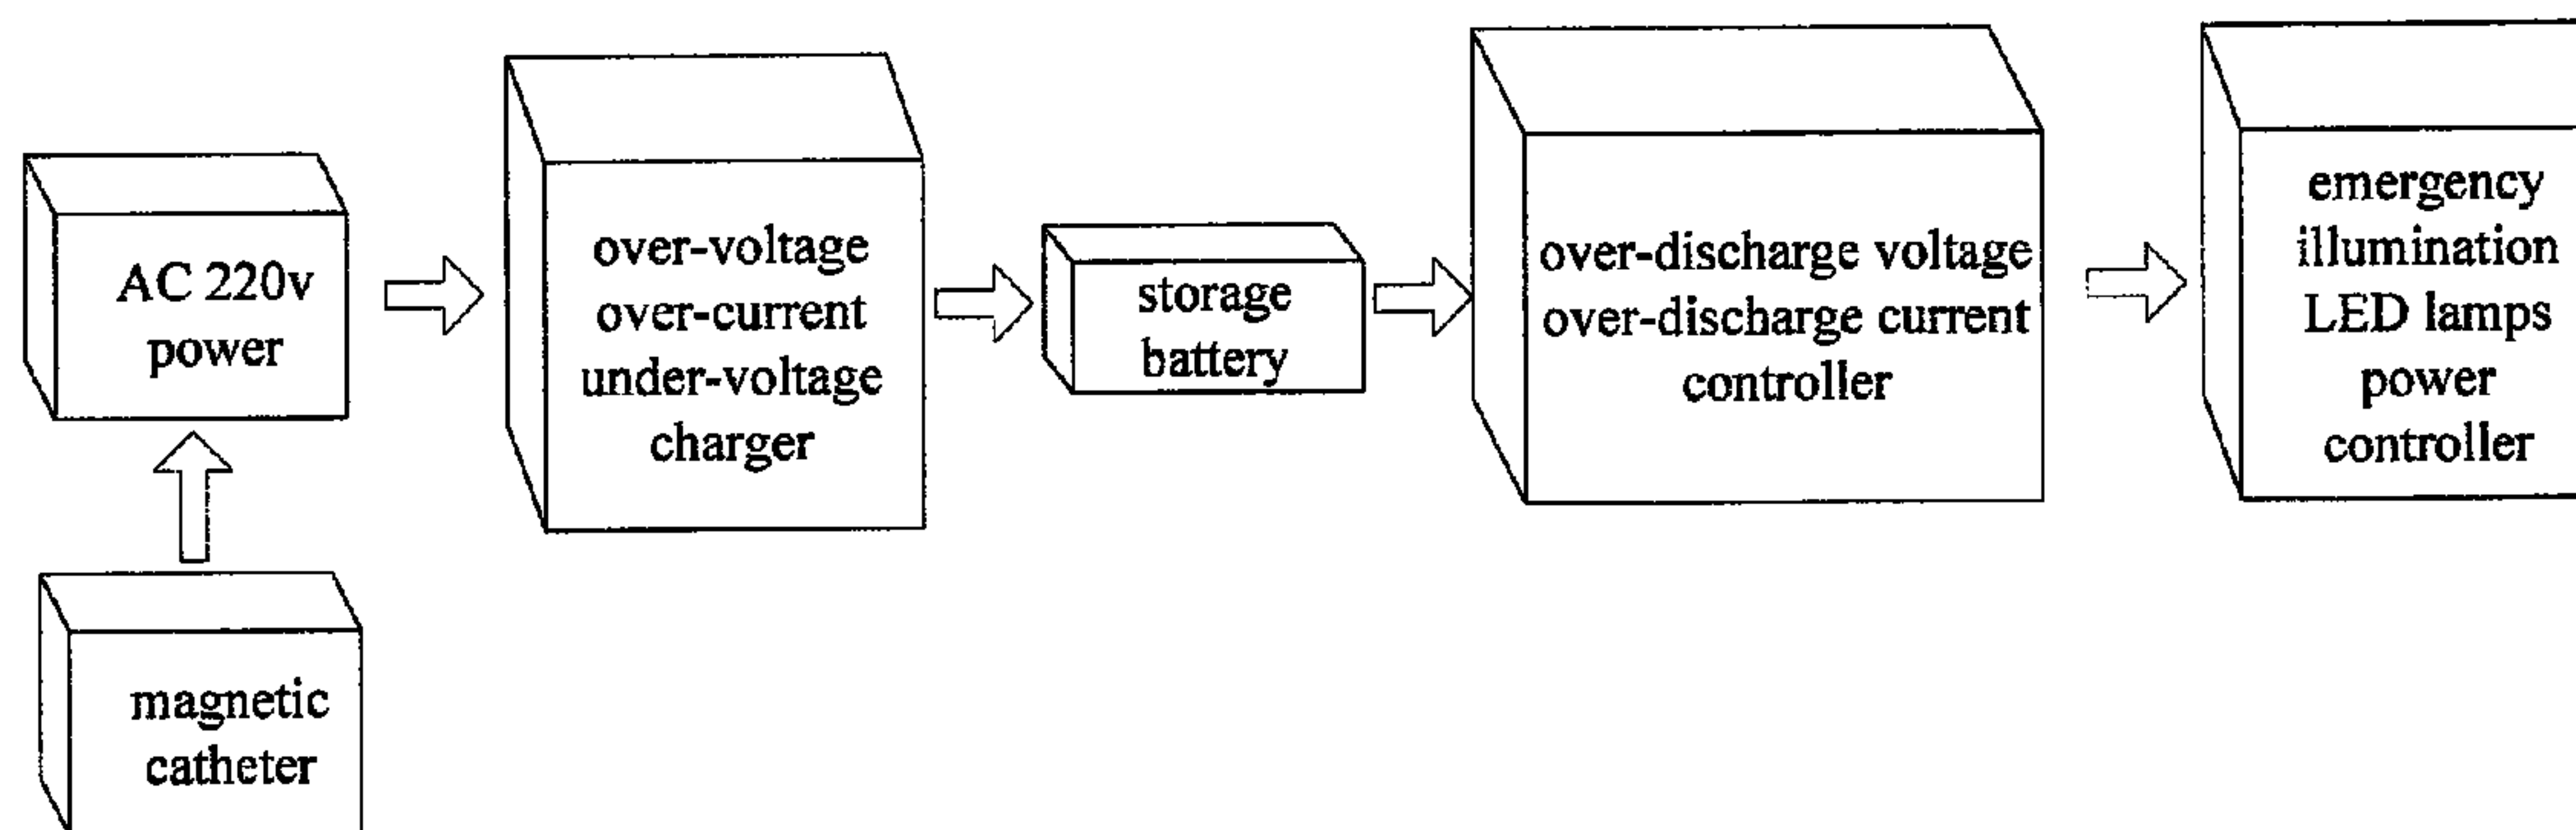 AC 220v
power
over-voltage
over-current
under-voltage
charger
storage
battery
over-discharge voltage
over-discharge current
controller
emergency
illumination
LED lamps
power
controller
magnetic
catheter